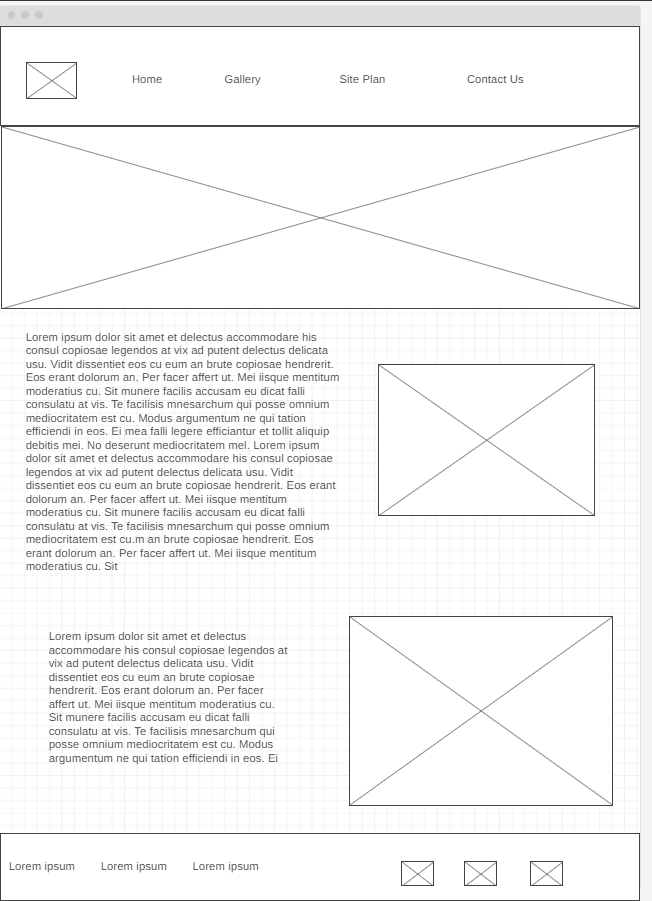 Home Gallery Site Plan Contact Us
Lorem ipsum dolor sit amet et delectus accommodare his
consul copiosae legendos at vix ad putent delectus delicata
usu. Vidit dissentiet eos cu eum an brute copiosae hendrerit.
Eos erant dolorum an. Per facer affert ut. Mei iisque mentitum
moderatius cu. Sit munere facilis accusam eu dicat falli
consulatu at vis. Te facilisis mnesarchum qui posse omnium
mediocritatem est cu. Modus argumentum ne qui tation
efficiendi in eos. Ei mea falli legere efficiantur et tollit aliquip
debitis mei. No deserunt mediocritatem mel. Lorem ipsum
dolor sit amet et delectus accommodare his consul copiosae
legendos at vix ad putent delectus delicata usu. Vidit
dissentiet eos cu eum an brute copiosae hendrerit. Eos erant
dolorum an. Per facer affert ut. Mei iisque mentitum
moderatius cu. Sit munere facilis accusam eu dicat falli
consulatu at vis. Te facilisis mnesarchum qui posse omnium
mediocritatem est cu.m an brute copiosae hendrerit. Eos
erant dolorum an. Per facer affert ut. Mei iisque mentitum
moderatius cu. Sit
Lorem ipsum dolor sit amet et delectus
accommodare his consul copiosae legendos at
vix ad putent delectus delicata usu. Vidit
dissentiet eos cu eum an brute copiosae
hendrerit. Eos erant dolorum an. Per facer
affert ut. Mei iisque mentitum moderatius cu.
Sit munere facilis accusam eu dicat falli
consulatu at vis. Te facilisis mnesarchum qui
posse omnium mediocritatem est cu. Modus
argumentum ne qui tation efficiendi in eos. Ei
Lorem ipsum Lorem ipsum Lorem ipsum